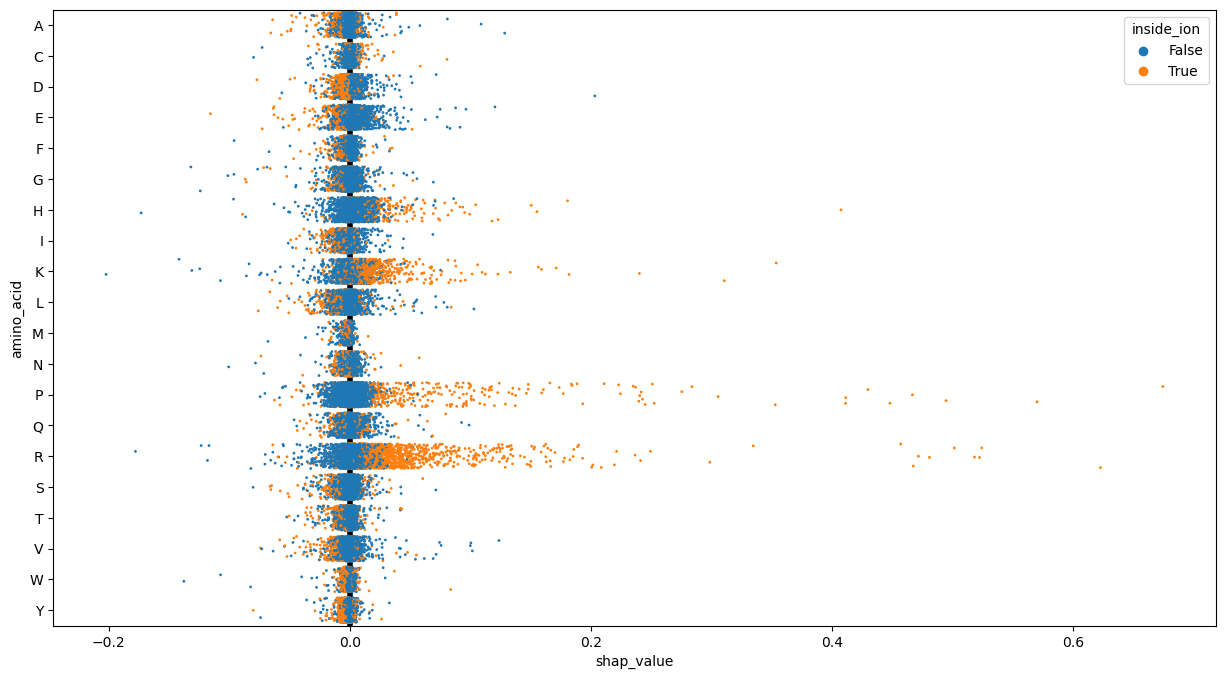 inside_ion
False
True
amino_acid
A
C
D
E
F
G
H
I
K
L
M
N
P
Q
R
S
T
V
W
Y
−0.2 0.0 0.2 0.4 0.6
shap_value